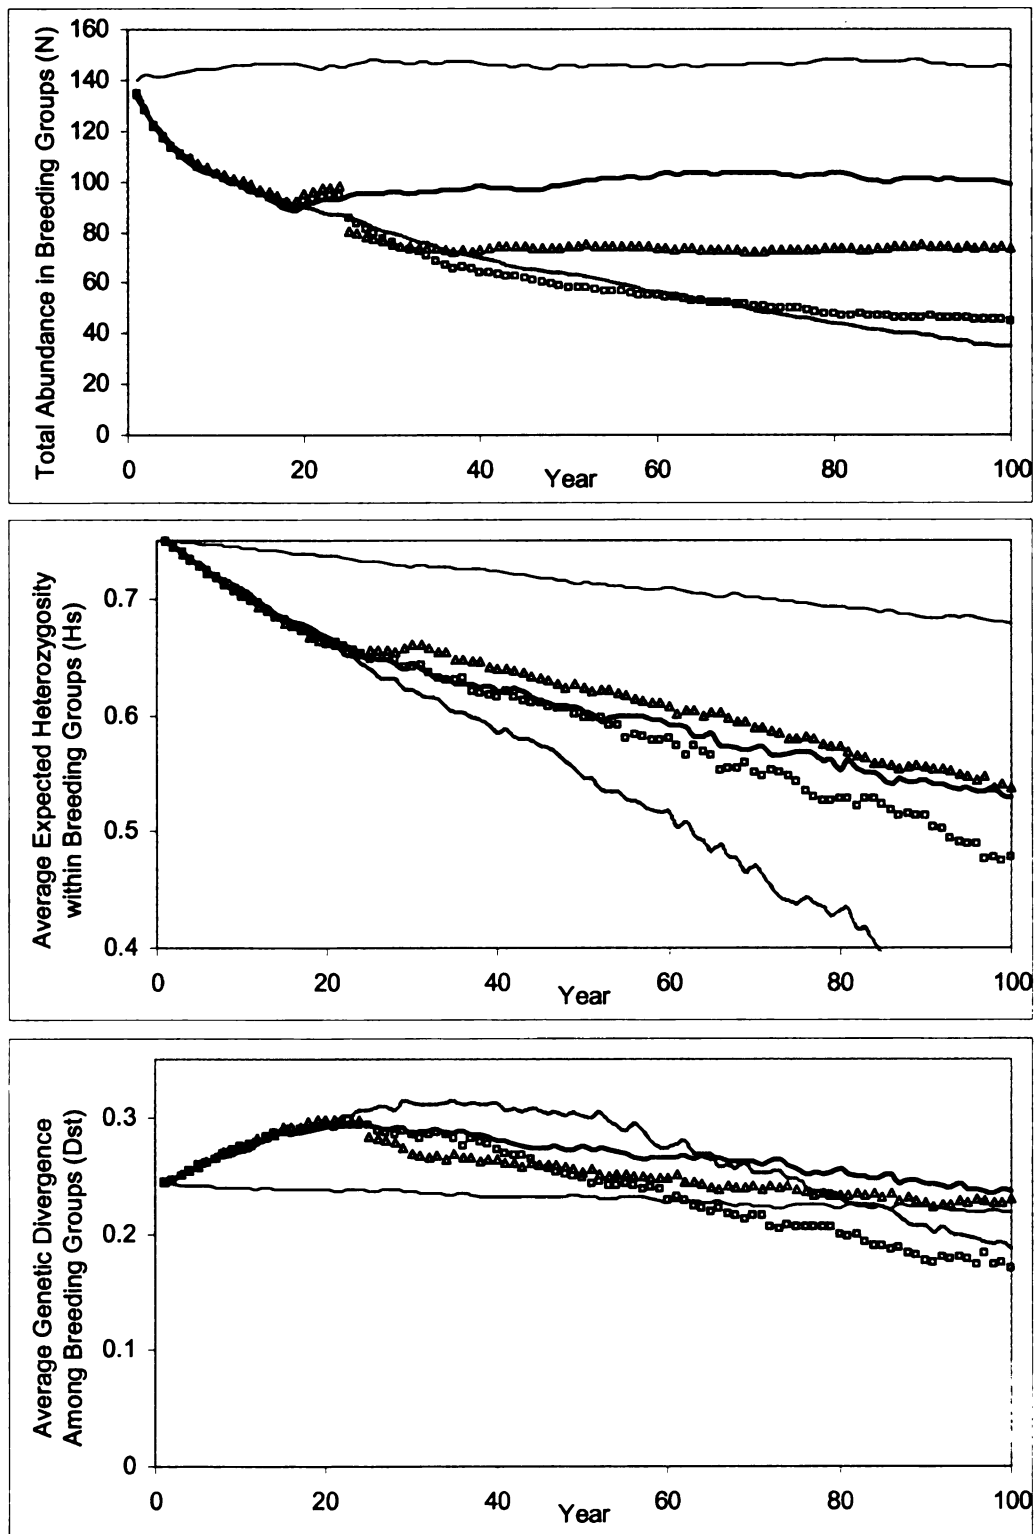 Total Abundance in Breeding Groups (N)
160
140
120
100
80
60
40
20
0
0 20 40 60 80 100
Year
Average Expected Heterozygosity
within Breeding Groups (Hs)
0.7
0.6
0.5
0.4
0 20 40 60 80 100
Year
Average Genetic Divergence
Among Breeding Groups (Dst)
0.3
0.2
0.1
0
0 20 40 60 80 100
Year